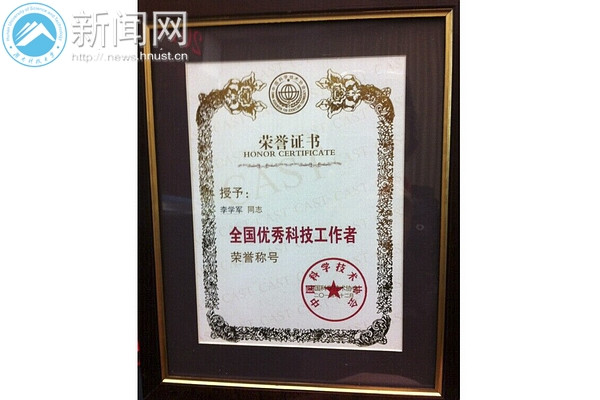 新闻网
http://news.hnust.cn
荣誉证书
HONOR CERTIFICATE
CAST
授予：
李学军 同志
全国优秀科技工作者
荣誉称号
中国科学技术协会